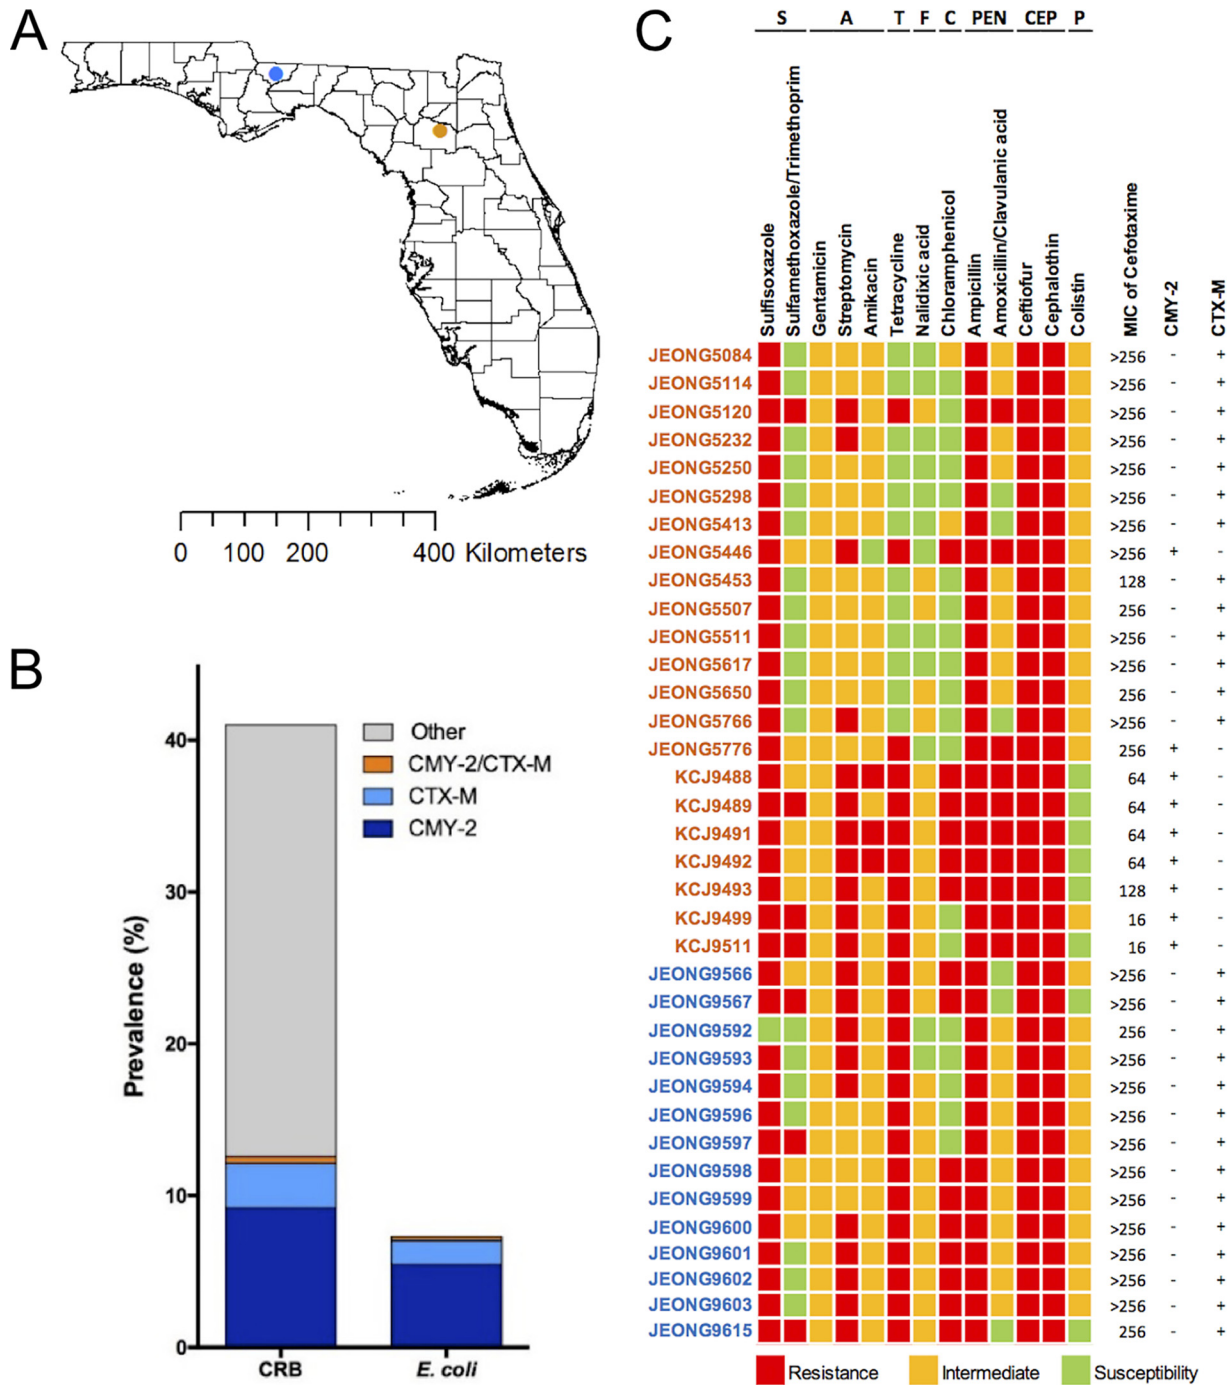 A
0 100 200 400 Kilometers
B
Prevalence (%)
40
30
20
10
0
Other
CMY-2/CTX-M
CTX-M
CMY-2
CRB E. coli
C
S A T F C PEN CEP P
Sulfisoxazole
Sulfamethoxazole/Trimethoprim
Gentamicin
Streptomycin
Amikacin
Tetracycline
Nalidixic acid
Chloramphenicol
Ampicillin
Amoxicillin/Clavulanic acid
Ceftiofur
Cephalothin
Colistin
MIC of Cefotaxime
CMY-2
CTX-M
JEONG5084 >256 - +
JEONG5114 >256 - +
JEONG5120 >256 - +
JEONG5232 >256 - +
JEONG5250 >256 - +
JEONG5298 >256 - +
JEONG5413 >256 - +
JEONG5446 >256 + -
JEONG5453 128 - +
JEONG5507 256 - +
JEONG5511 >256 - +
JEONG5617 >256 - +
JEONG5650 256 - +
JEONG5766 >256 - +
JEONG5776 256 + -
KCJ9488 64 + -
KCJ9489 64 + -
KCJ9491 64 + -
KCJ9492 64 + -
KCJ9493 128 + -
KCJ9499 16 + -
KCJ9511 16 + -
JEONG9566 >256 - +
JEONG9567 >256 - +
JEONG9592 256 - +
JEONG9593 >256 - +
JEONG9594 >256 - +
JEONG9596 >256 - +
JEONG9597 >256 - +
JEONG9598 >256 - +
JEONG9599 >256 - +
JEONG9600 >256 - +
JEONG9601 >256 - +
JEONG9602 >256 - +
JEONG9603 >256 - +
JEONG9615 256 - +
Resistance Intermediate Susceptibility